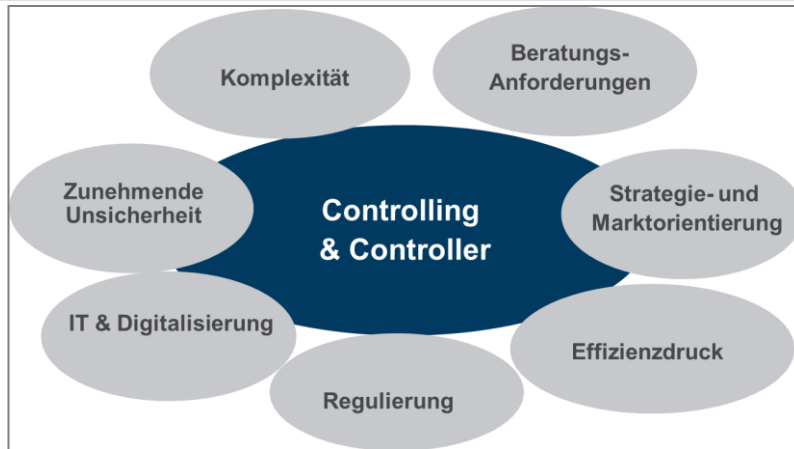 Komplexität
Beratungs-
Anforderungen
Zunehmende
Unsicherheit
Controlling
& Controller
Strategie- und
Marktorientierung
IT & Digitalisierung
Effizienzdruck
Regulierung